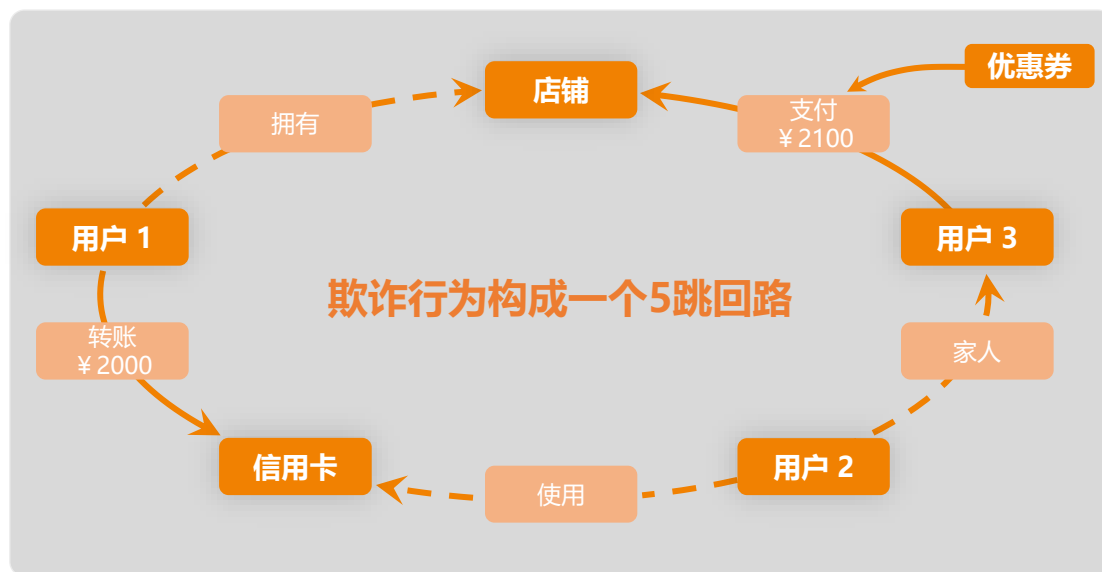 优惠券
店铺
支付
￥2100
拥有
用户 1
用户 3
欺诈行为构成一个5跳回路
转账
￥2000
家人
信用卡
用户 2
使用